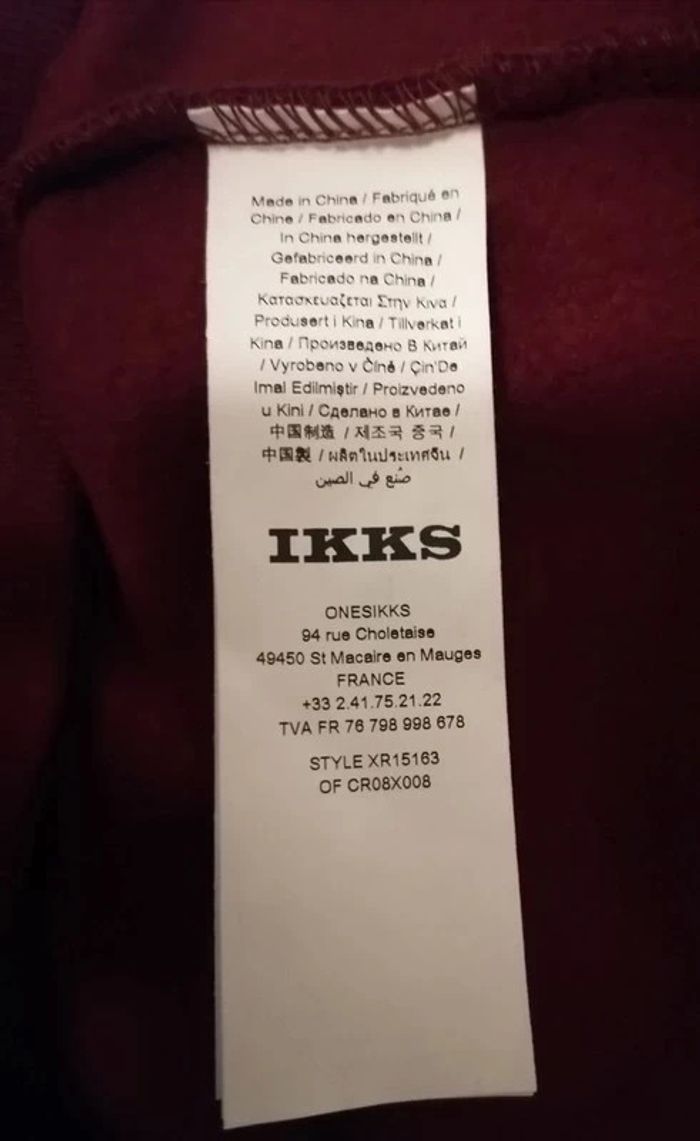 Made in China / Fabriqué en
Chine / Fabricado en China /
In China hergestellt /
Gefabriceerd in China /
Fabricado na China /
Κατασκευαζεται Στην Κινα /
Produsert i Kina / Tillverkat i
Kina / Произведено В Китай
/ Vyrobeno v Číně / Çin'De
Imal Edilmiştir / Proizvedeno
u Kini / Сделано в Китае /
中国制造 / 제조국 중국 /
中国製 / ผลิตในประเทศจีน /
صُنع في الصين
IKKS
ONESIKKS
94 rue Choletaise
49450 St Macaire en Mauges
FRANCE
+33 2.41.75.21.22
TVA FR 76 798 998 678
STYLE XR15163
OF CR08X008